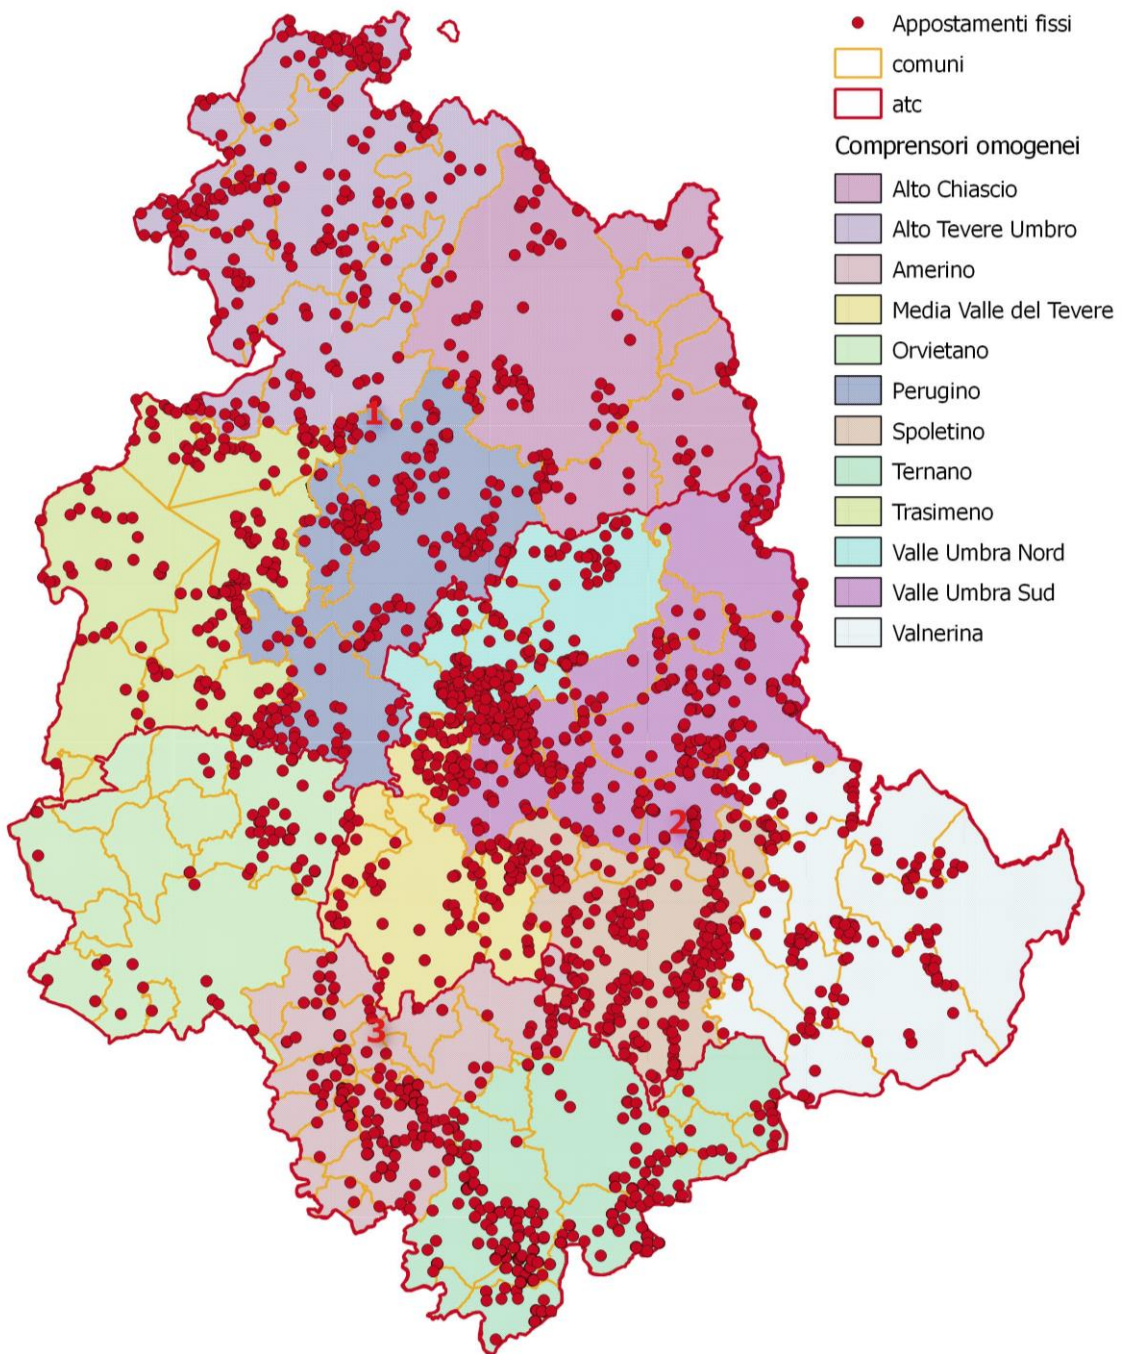 Appostamenti fissi
comuni
atc
Comprensori omogenei
Alto Chiascio
Alto Tevere Umbro
Amerino
Media Valle del Tevere
Orvietano
Perugino
Spoletino
Ternano
Trasimeno
Valle Umbra Nord
Valle Umbra Sud
Valnerina
1
2
3